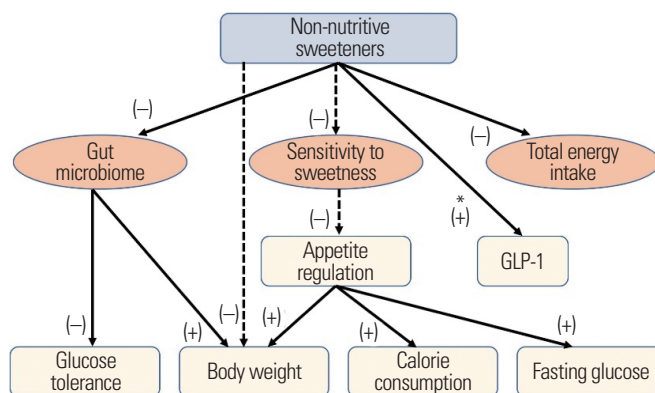 Non-nutritive
sweeteners
(–)
(–)
(–)
Gut
microbiome
Sensitivity to
sweetness
Total energy
intake
*
(+)
(–)
Appetite
regulation
GLP-1
(–)
(+)
(–)
(+)
(+)
(+)
Glucose
tolerance
Body weight
Calorie
consumption
Fasting glucose